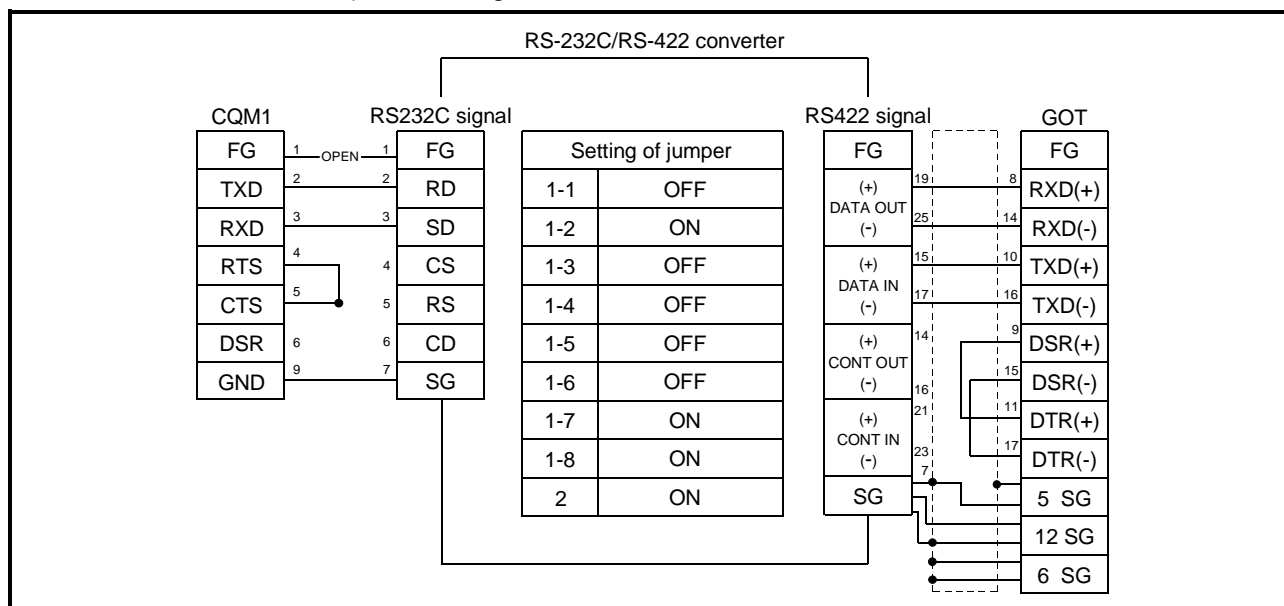 RS-232C/RS-422 converter
CQM1
RS232C signal
RS422 signal
GOT
FG 1 OPEN 1 FG
TXD 2 2 RD
RXD 3 3 SD
RTS 4 4 CS
CTS 5 5 RS
DSR 6 6 CD
GND 9 7 SG
Setting of jumper
1-1 OFF
1-2 ON
1-3 OFF
1-4 OFF
1-5 OFF
1-6 OFF
1-7 ON
1-8 ON
2 ON
FG
(+) 19
DATA OUT
(-) 25
(+) 15
DATA IN
(-) 17
(+) 14
CONT OUT
(-) 16
(+) 21
CONT IN
(-) 23
SG 7
FG
8 RXD(+)
14 RXD(-)
10 TXD(+)
16 TXD(-)
9 DSR(+)
15 DSR(-)
11 DTR(+)
17 DTR(-)
5 SG
12 SG
6 SG